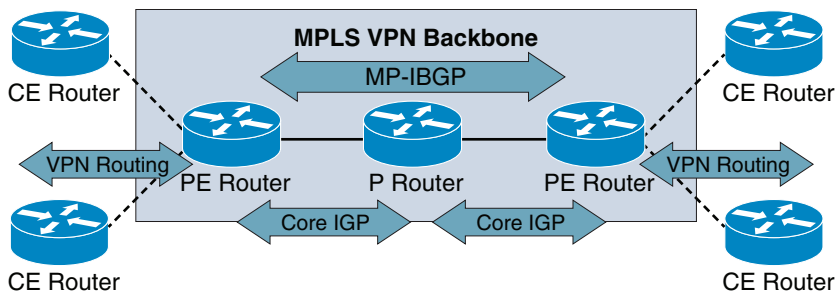 MPLS VPN Backbone
MP-IBGP
CE Router
CE Router
VPN Routing
PE Router
P Router
PE Router
VPN Routing
Core IGP
Core IGP
CE Router
CE Router